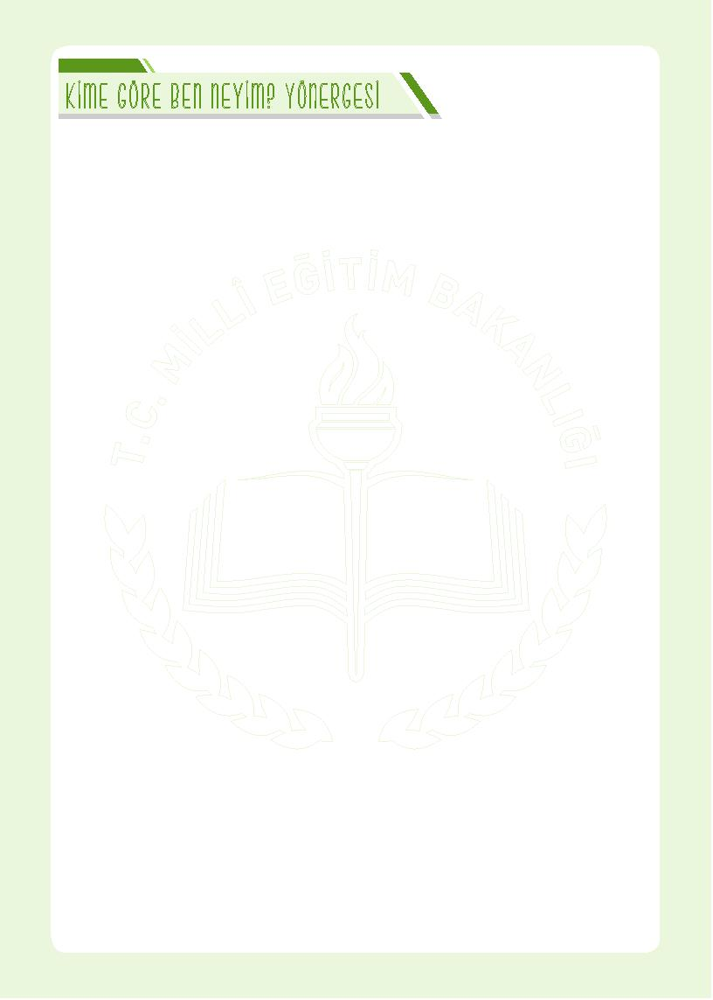 KİME GÖRE BEN NEYİM? YÖNERGESİ
T.C. MİLLÎ EĞİTİM BAKANLIĞI